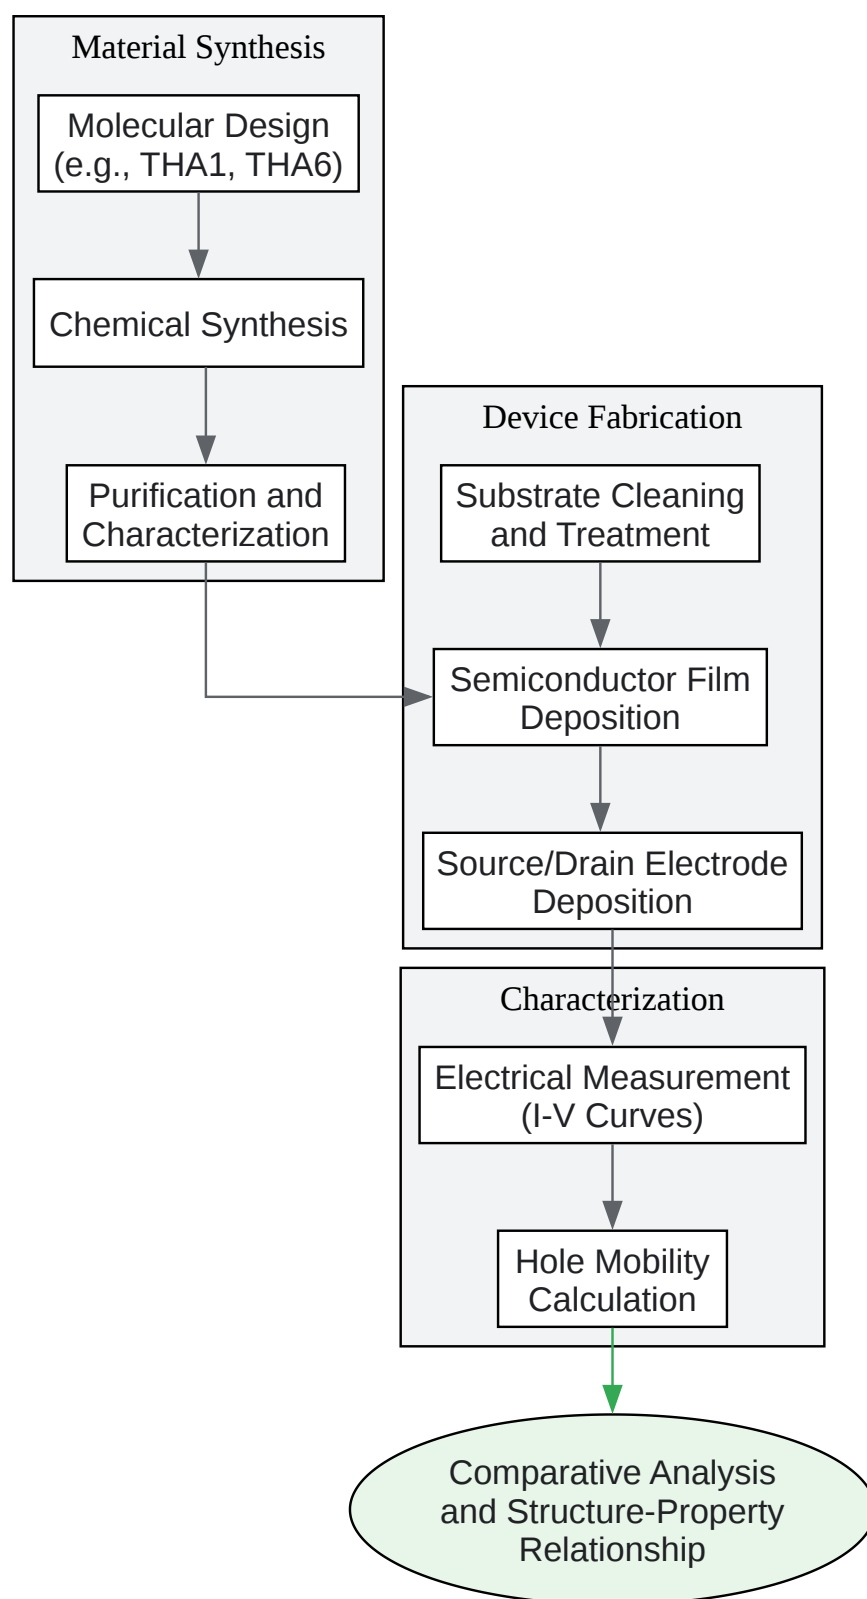 Material Synthesis
Molecular Design
(e.g., THA1, THA6)
Chemical Synthesis
Purification and
Characterization
Device Fabrication
Substrate Cleaning
and Treatment
Semiconductor Film
Deposition
Source/Drain Electrode
Deposition
Characterization
Electrical Measurement
(I-V Curves)
Hole Mobility
Calculation
Comparative Analysis
and Structure-Property
Relationship